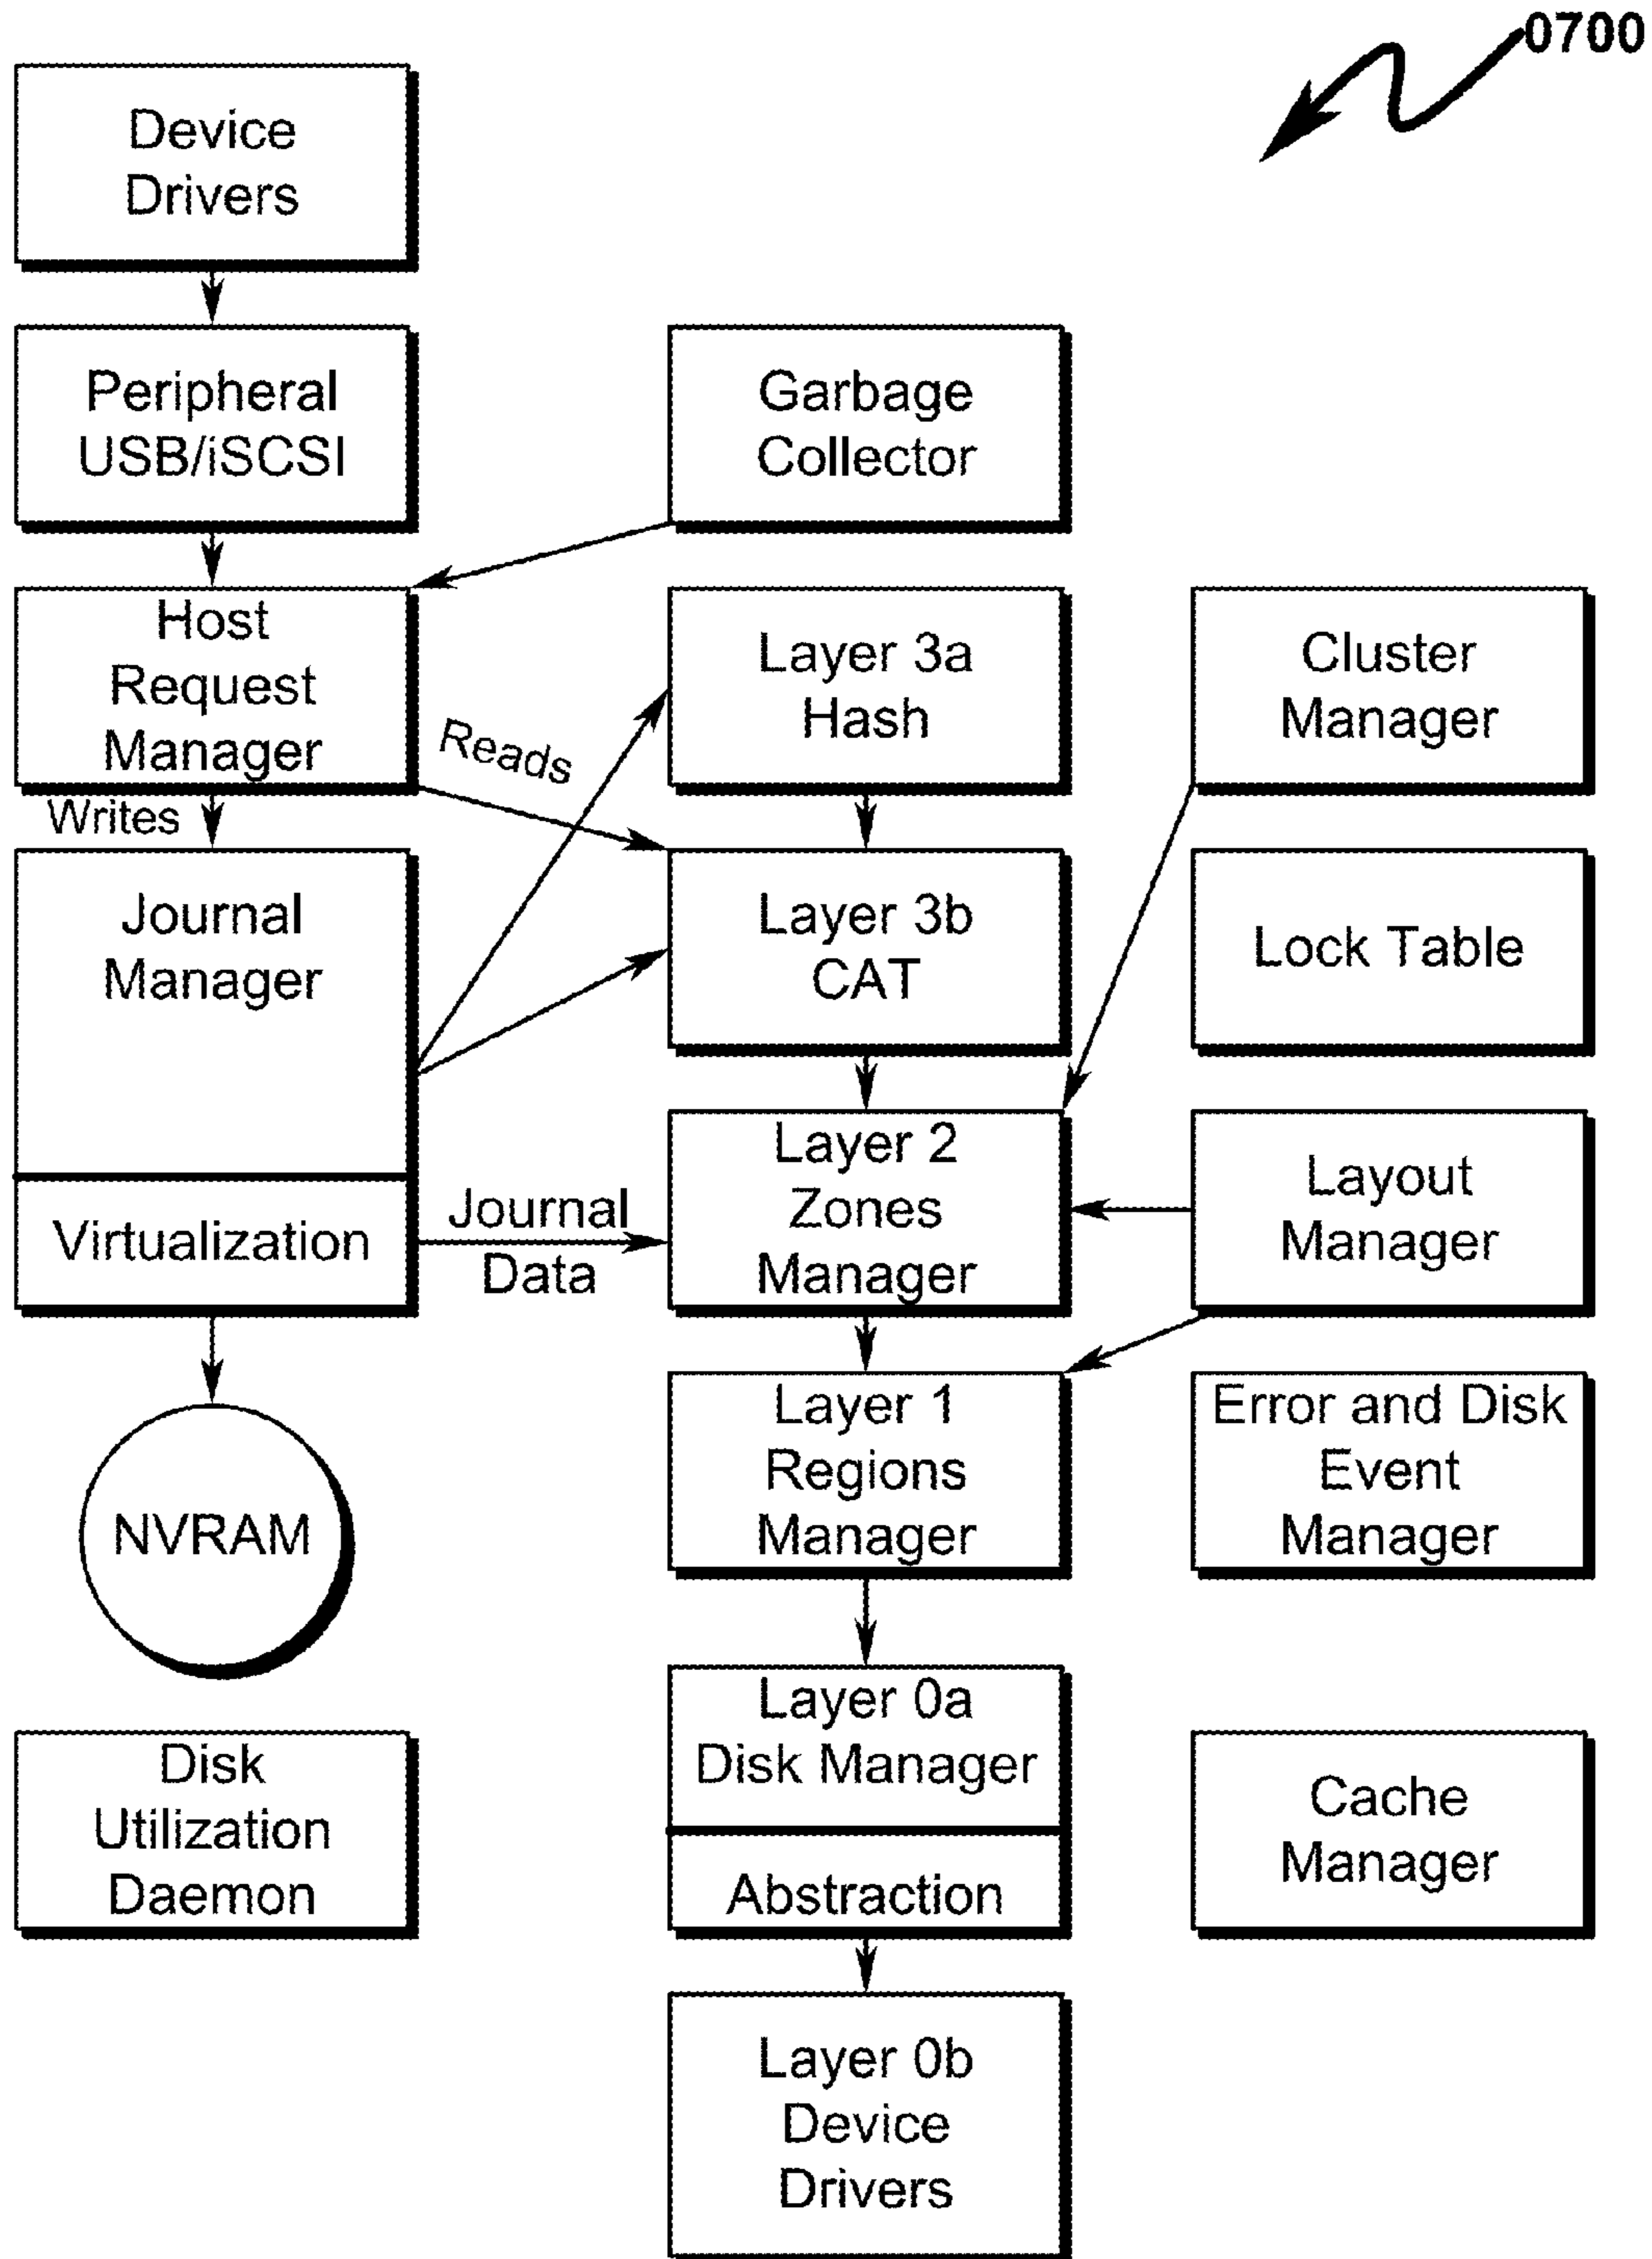 0700
Device
Drivers
Peripheral
USB/iSCSI
Garbage
Collector
Host
Request
Manager
Layer 3a
Hash
Cluster
Manager
Reads
Writes
Journal
Manager
Layer 3b
CAT
Lock Table
Virtualization
Journal
Data
Layer 2
Zones
Manager
Layout
Manager
NVRAM
Layer 1
Regions
Manager
Error and Disk
Event
Manager
Disk
Utilization
Daemon
Layer 0a
Disk Manager
Abstraction
Cache
Manager
Layer 0b
Device
Drivers